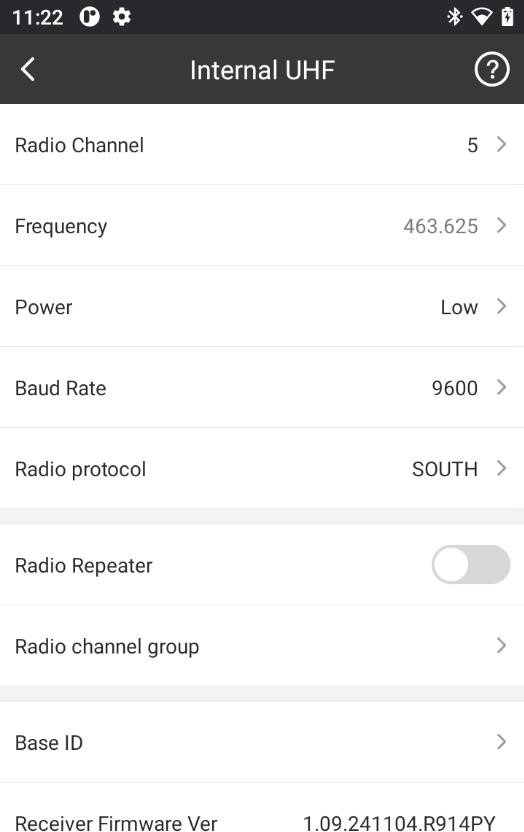 11:22
Internal UHF
Radio Channel 5
Frequency 463.625
Power Low
Baud Rate 9600
Radio protocol SOUTH
Radio Repeater
Radio channel group
Base ID
Receiver Firmware Ver 1.09.241104.R914PY